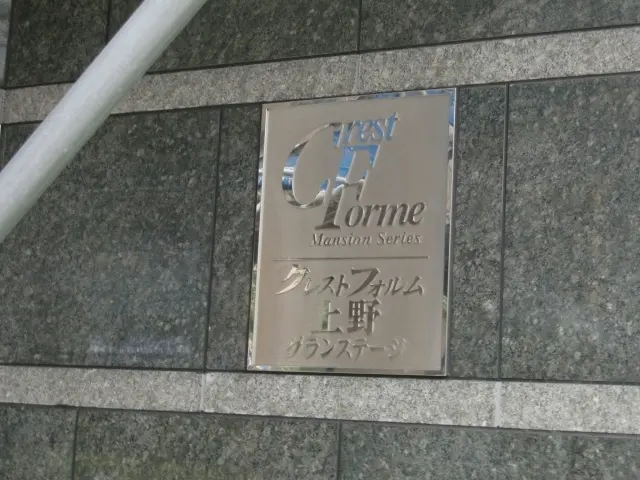 Crest
Forme
Mansion Series
クレストフォルム
上野
グランステージ